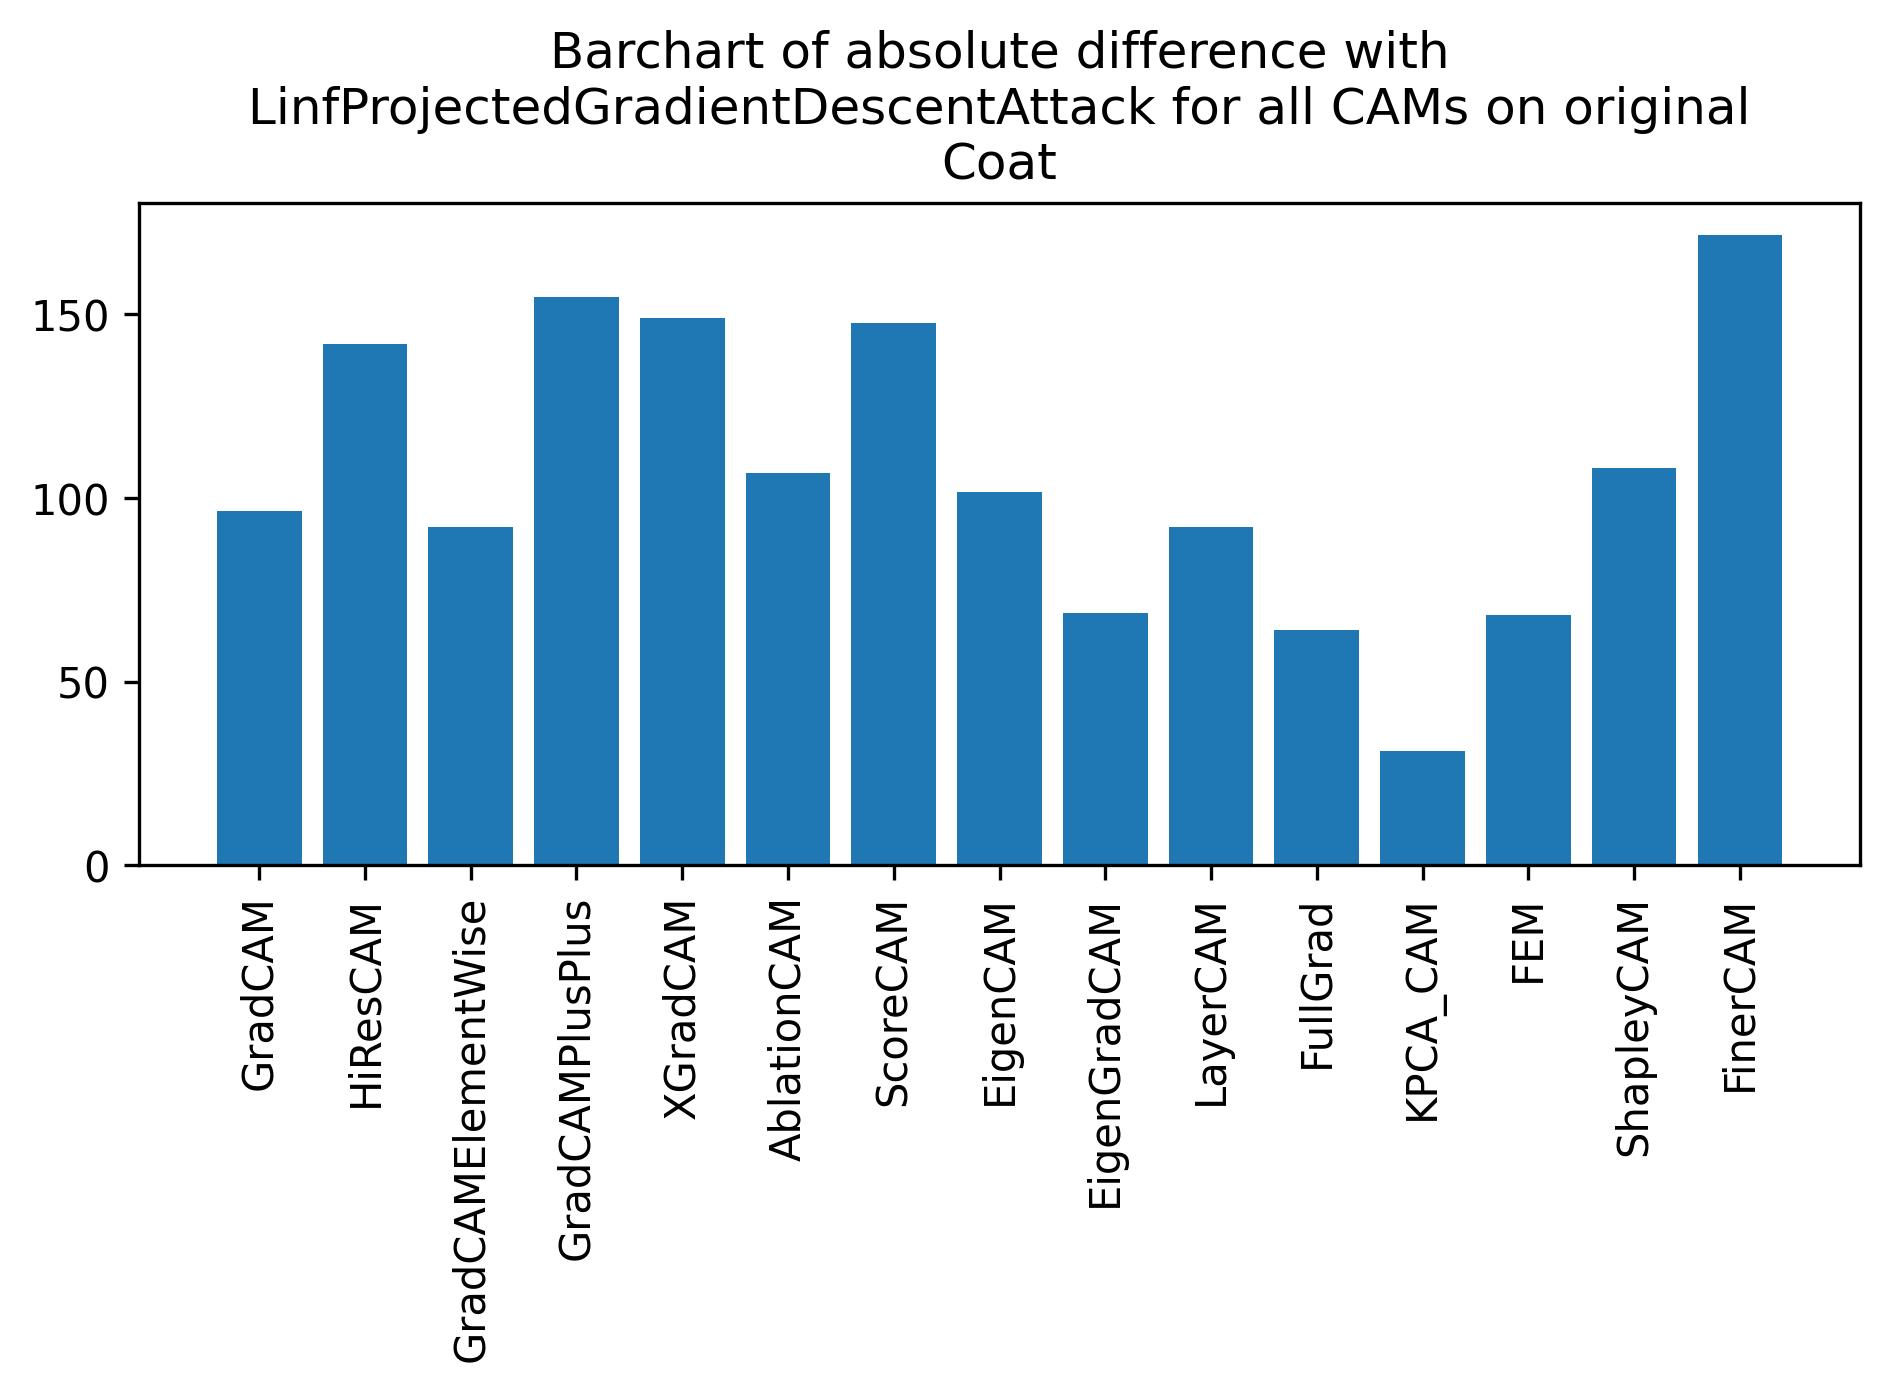 Barchart of absolute difference with
LinfProjectedGradientDescentAttack for all CAMs on original
Coat
150
100
50
0
GradCAM
HiResCAM
GradCAMElementWise
GradCAMPlusPlus
XGradCAM
AblationCAM
ScoreCAM
EigenCAM
EigenGradCAM
LayerCAM
FullGrad
KPCA_CAM
FEM
ShapleyCAM
FinerCAM